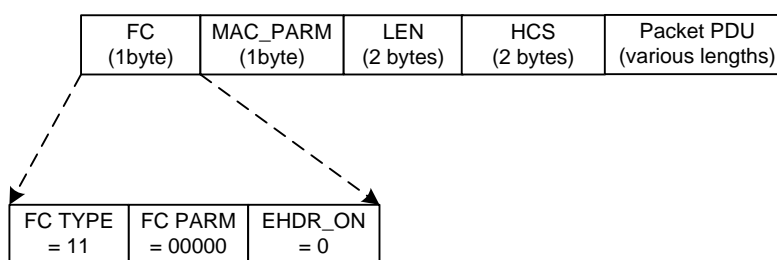 FC MAC_PARM LEN HCS Packet PDU
(1byte) (1byte) (2 bytes) (2 bytes) (various lengths)
FC TYPE FC PARM EHDR_ON
= 11 = 00000 = 0